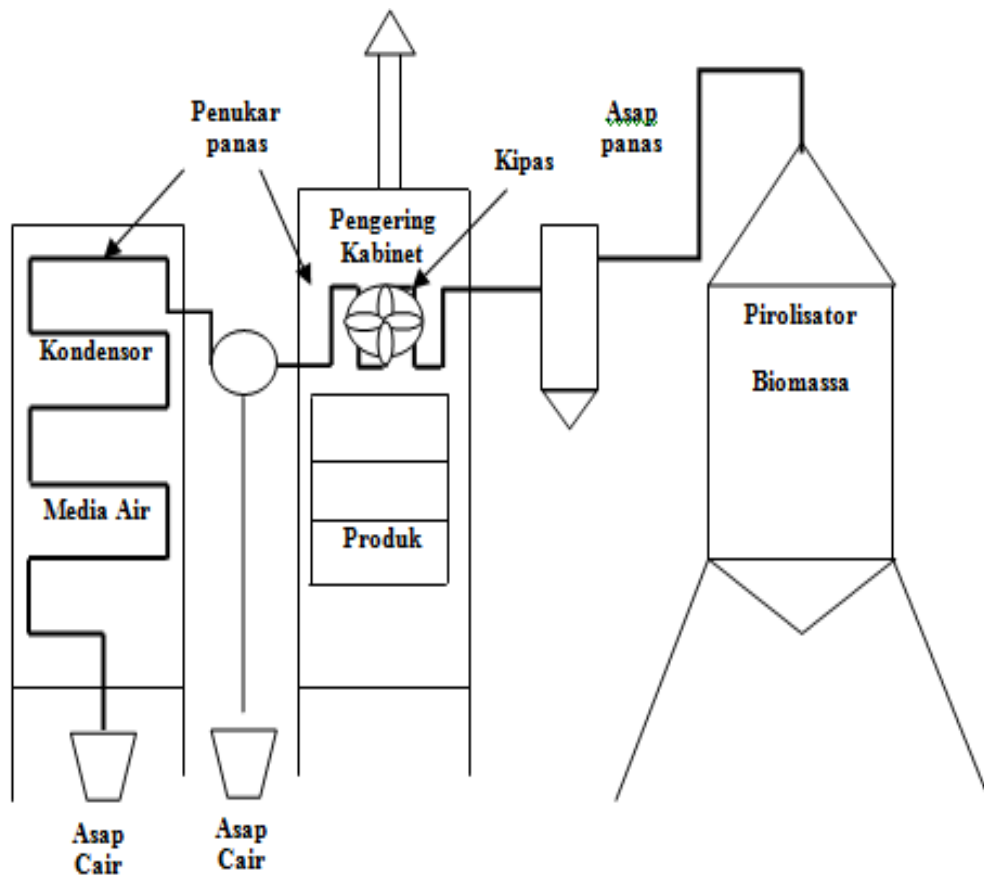 Penukar
panas
Asap
panas
Kipas
Pengering
Kabinet
Pirolisator
Biomassa
Kondensor
Media Air
Produk
Asap
Cair
Asap
Cair